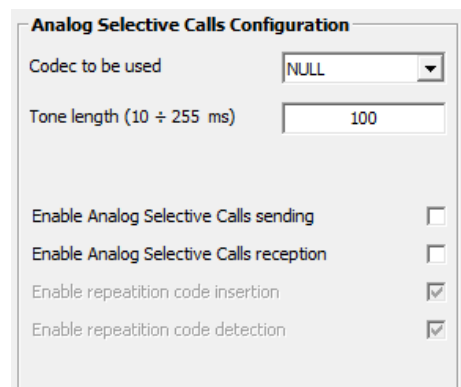 Analog Selective Calls Configuration
Codec to be used NULL
Tone length (10 ÷ 255 ms) 100
Enable Analog Selective Calls sending
Enable Analog Selective Calls reception
Enable repeatition code insertion
Enable repeatition code detection